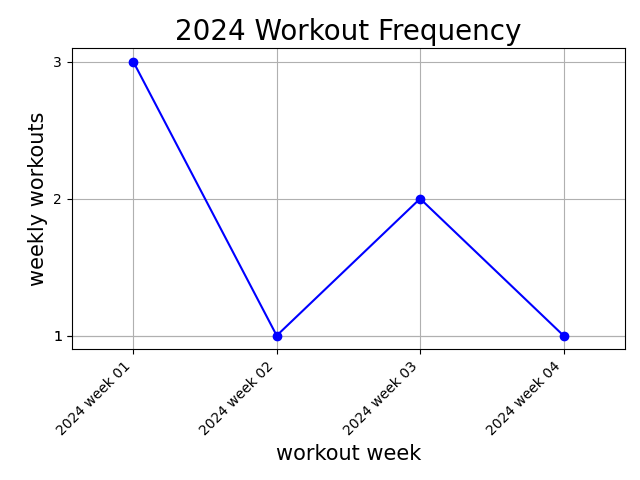 2024 Workout Frequency
weekly workouts
3
2
1
2024 week 01
2024 week 02
2024 week 03
2024 week 04
workout week